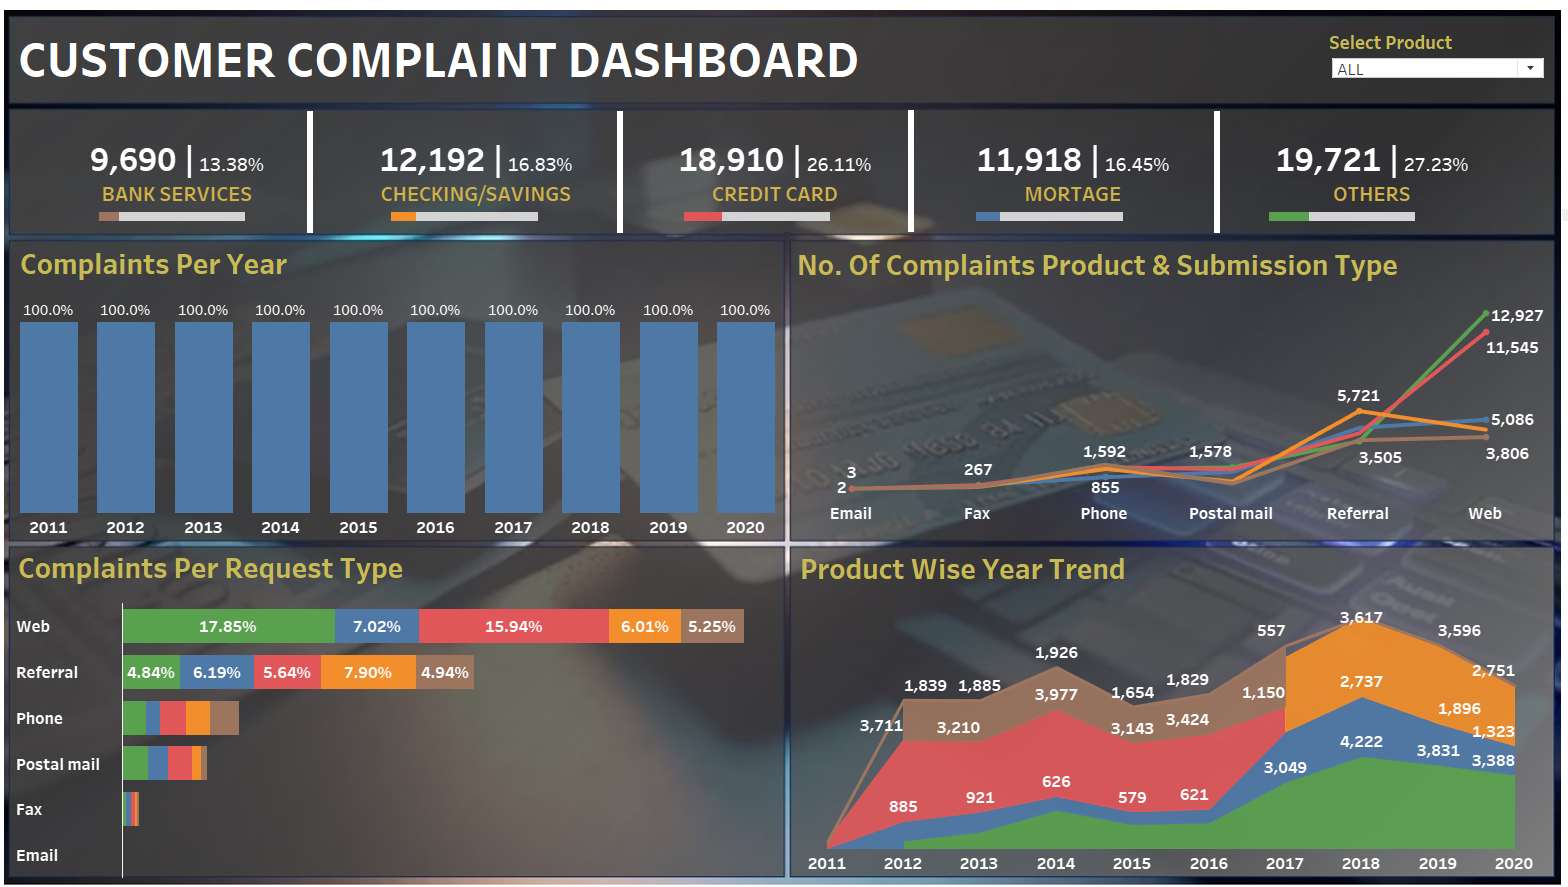 CUSTOMER COMPLAINT DASHBOARD
Select Product
ALL
9,690 | 13.38%
BANK SERVICES
12,192 | 16.83%
CHECKING/SAVINGS
18,910 | 26.11%
CREDIT CARD
11,918 | 16.45%
MORTAGE
19,721 | 27.23%
OTHERS
Complaints Per Year
100.0% 100.0% 100.0% 100.0% 100.0% 100.0% 100.0% 100.0% 100.0% 100.0%
2011 2012 2013 2014 2015 2016 2017 2018 2019 2020
No. Of Complaints Product & Submission Type
12,927
11,545
5,721
5,086
3,806
3,505
1,578
1,592
855
267
3
2
Email Fax Phone Postal mail Referral Web
Complaints Per Request Type
Web 17.85% 7.02% 15.94% 6.01% 5.25%
Referral 4.84% 6.19% 5.64% 7.90% 4.94%
Phone
Postal mail
Fax
Email
Product Wise Year Trend
3,617
557 3,596
1,926
2,751
1,839 1,885 1,654 1,829 1,150 2,737
3,977
3,711 3,210 3,143 3,424 1,896
1,323
4,222 3,831 3,388
3,049
885 921 626 579 621
2011 2012 2013 2014 2015 2016 2017 2018 2019 2020